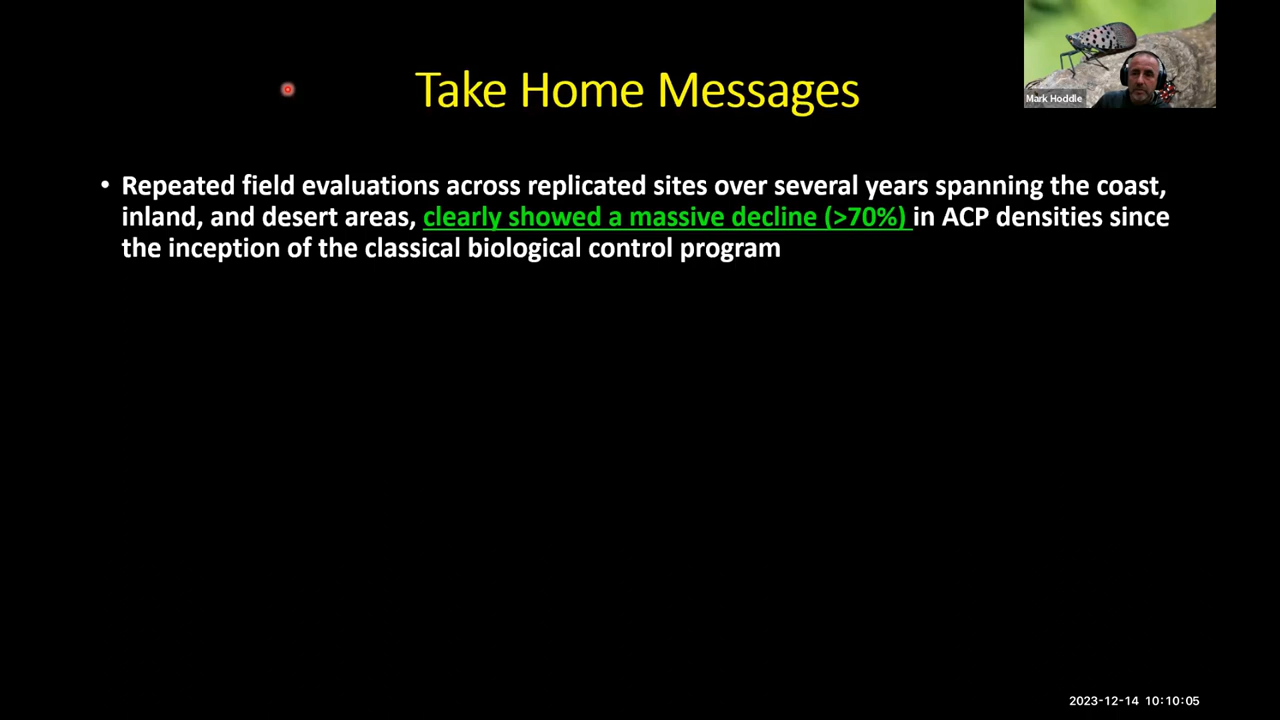 Take Home Messages
Mark Hoddle
• Repeated field evaluations across replicated sites over several years spanning the coast,
inland, and desert areas, clearly showed a massive decline (>70%) in ACP densities since
the inception of the classical biological control program
2023-12-14 10:10:05